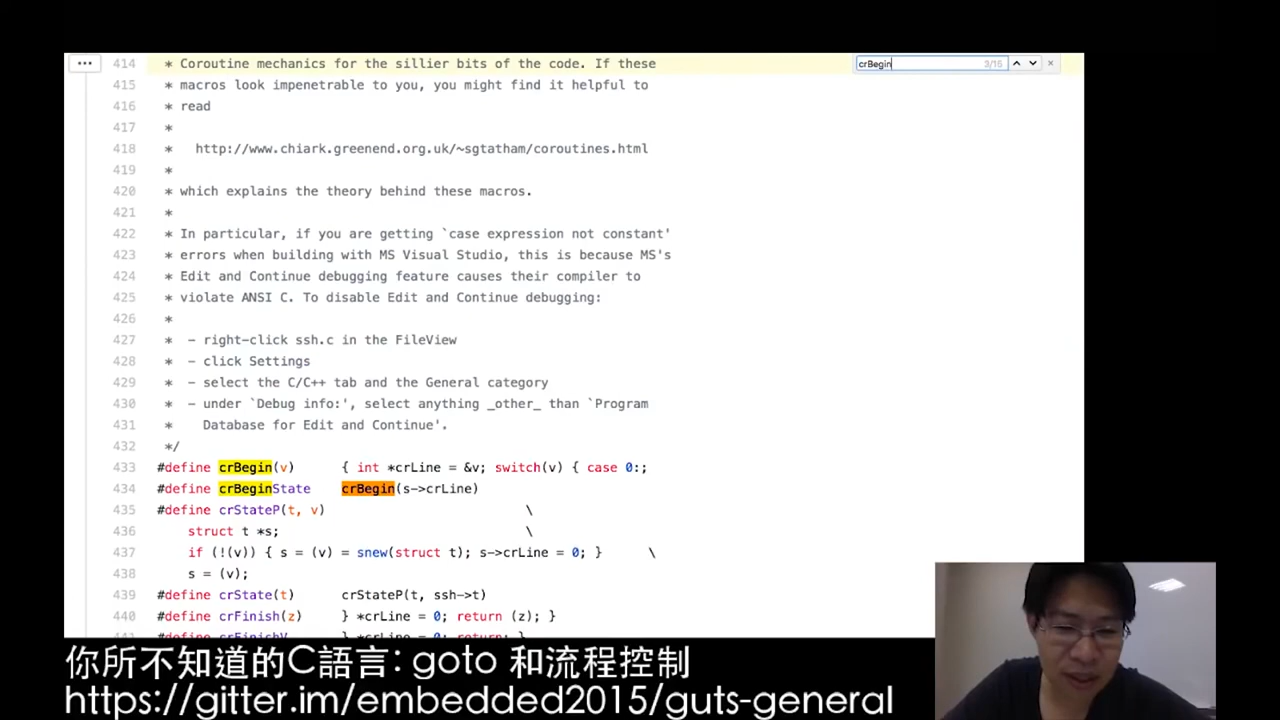 crBegin 3/15
414 * Coroutine mechanics for the sillier bits of the code. If these
415 * macros look impenetrable to you, you might find it helpful to
416 * read
417 *
418 * http://www.chiark.greenend.org.uk/~sgtatham/coroutines.html
419 *
420 * which explains the theory behind these macros.
421 *
422 * In particular, if you are getting `case expression not constant'
423 * errors when building with MS Visual Studio, this is because MS's
424 * Edit and Continue debugging feature causes their compiler to
425 * violate ANSI C. To disable Edit and Continue debugging:
426 *
427 * - right-click ssh.c in the FileView
428 * - click Settings
429 * - select the C/C++ tab and the General category
430 * - under `Debug info:', select anything _other_ than `Program
431 * Database for Edit and Continue'.
432 */
433 #define crBegin(v) { int *crLine = &v; switch(v) { case 0:;
434 #define crBeginState crBegin(s->crLine)
435 #define crStateP(t, v) \
436 struct t *s; \
437 if (!(v)) { s = (v) = snew(struct t); s->crLine = 0; } \
438 s = (v);
439 #define crState(t) crStateP(t, ssh->t)
440 #define crFinish(z) } *crLine = 0; return (z); }
441 #define crFinishV } *crLine = 0; return; }
你所不知道的C語言: goto 和流程控制
https://gitter.im/embedded2015/guts-general